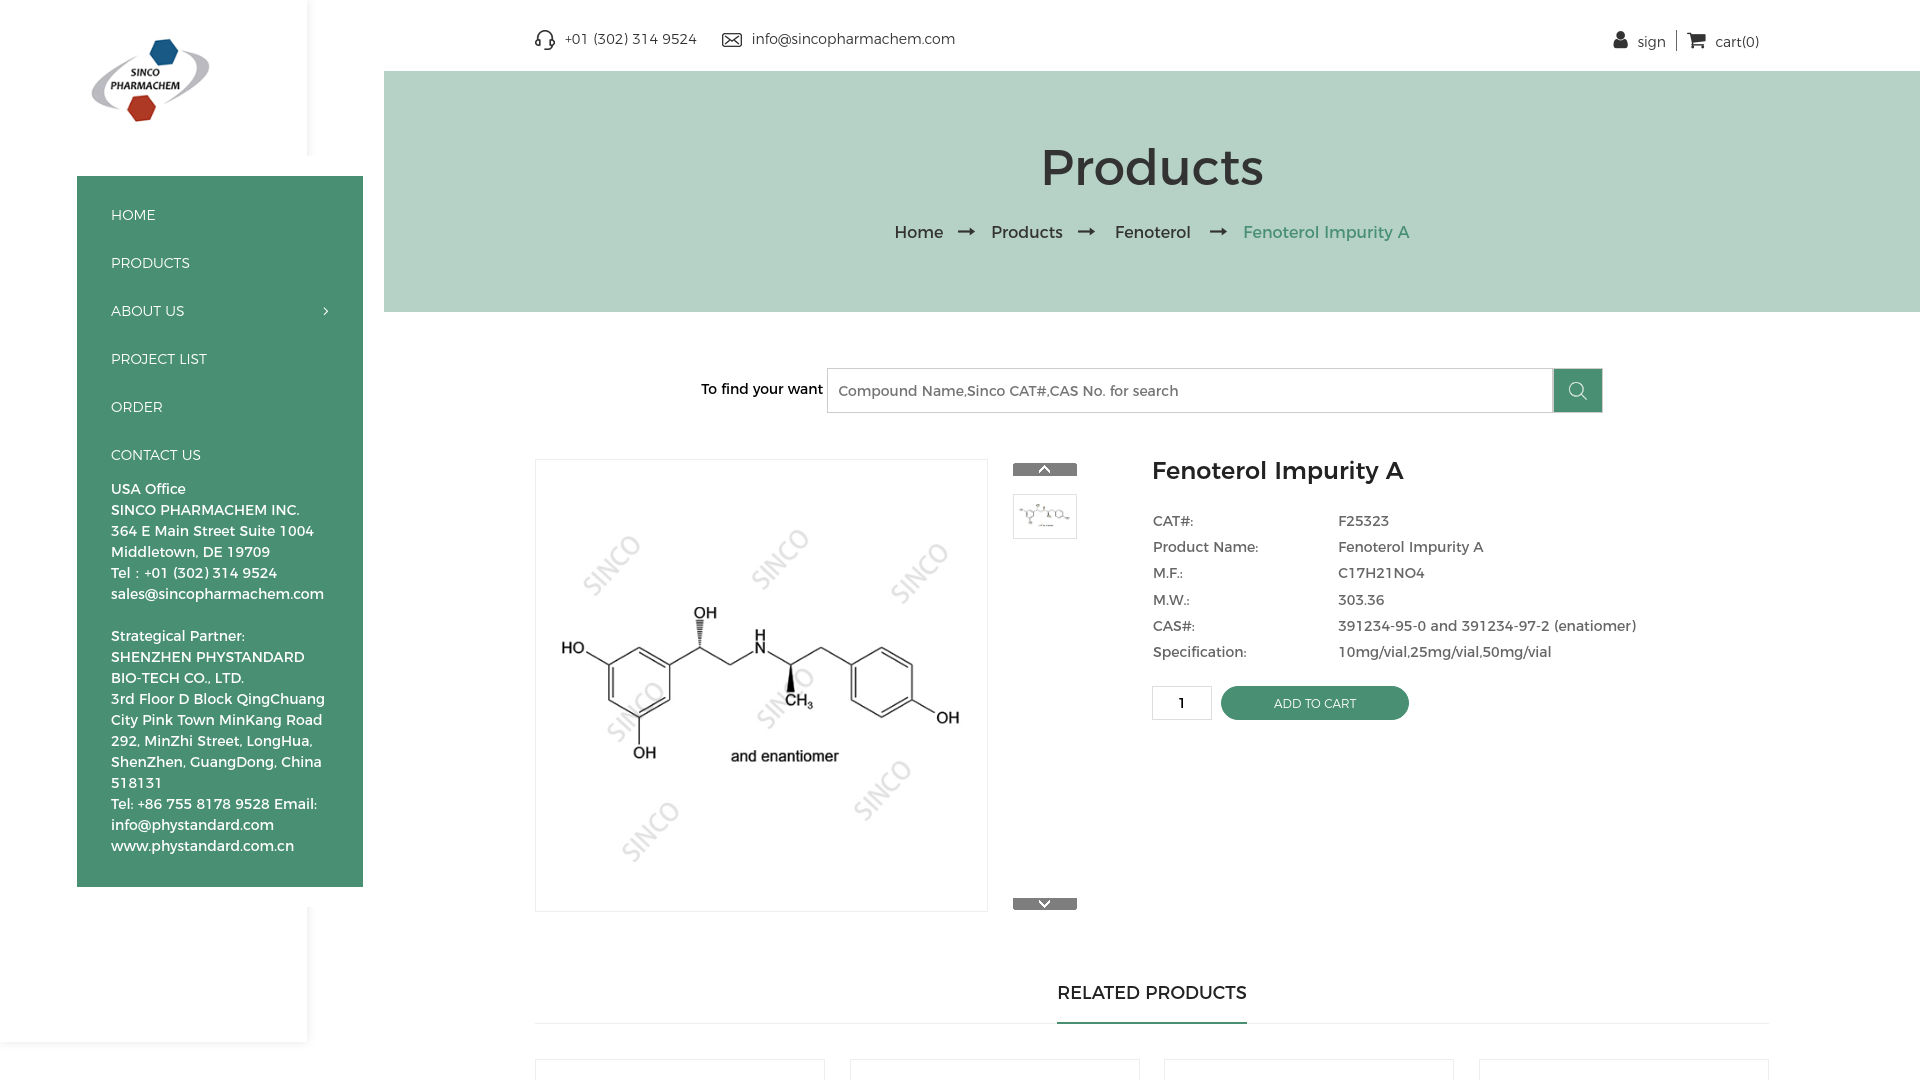 SINCO
PHARMACHEM
+01 (302) 314 9524
info@sincopharmachem.com
sign
cart(0)
HOME
PRODUCTS
ABOUT US
PROJECT LIST
ORDER
CONTACT US
USA Office
SINCO PHARMACHEM INC.
364 E Main Street Suite 1004
Middletown, DE 19709
Tel : +01 (302) 314 9524
sales@sincopharmachem.com
Strategical Partner:
SHENZHEN PHYSTANDARD
BIO-TECH CO., LTD.
3rd Floor D Block QingChuang
City Pink Town MinKang Road
292, MinZhi Street, LongHua,
ShenZhen, GuangDong, China
518131
Tel: +86 755 8178 9528 Email:
info@phystandard.com
www.phystandard.com.cn
Products
Home
Products
Fenoterol
Fenoterol Impurity A
To find your want
Compound Name,Sinco CAT#,CAS No. for search
SINCO
SINCO
SINCO
OH
HO
H
N
SINCO
SINCO
CH3
OH
OH
and enantiomer
SINCO
SINCO
Fenoterol Impurity A
CAT#: F25323
Product Name: Fenoterol Impurity A
M.F.: C17H21NO4
M.W.: 303.36
CAS#: 391234-95-0 and 391234-97-2 (enatiomer)
Specification: 10mg/vial,25mg/vial,50mg/vial
1
ADD TO CART
RELATED PRODUCTS